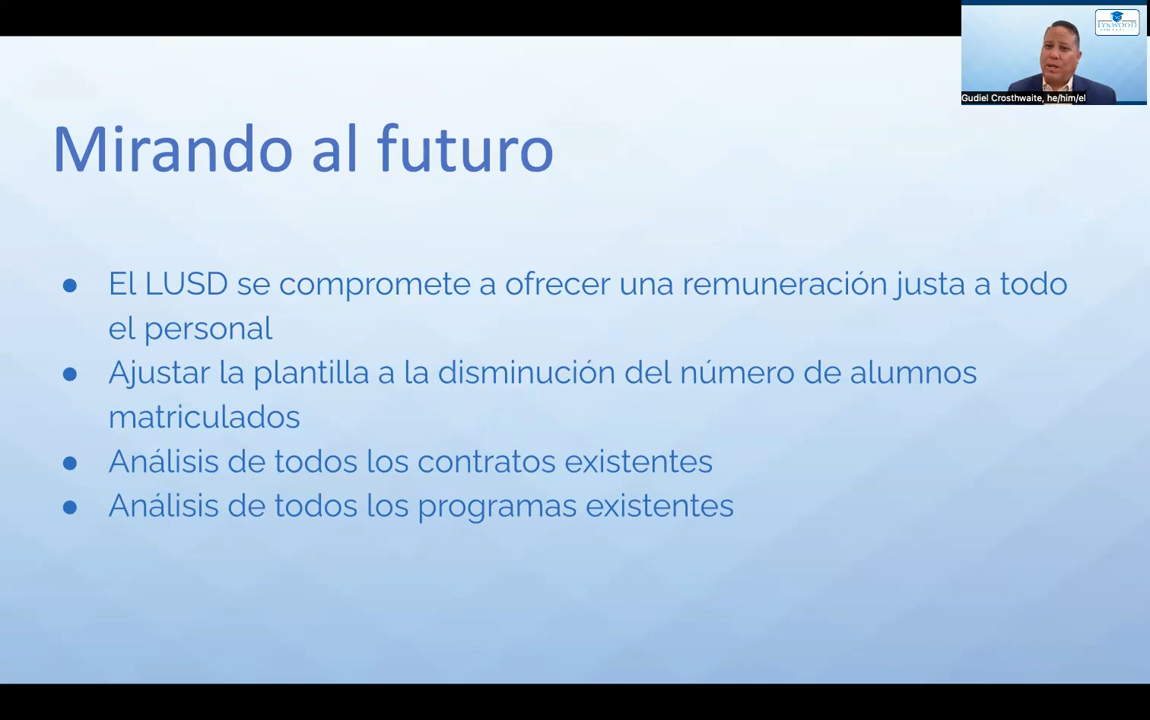 LYNWOOD
Gudiel Crosthwaite, he/him/el
Mirando al futuro
● El LUSD se compromete a ofrecer una remuneración justa a todo
el personal
● Ajustar la plantilla a la disminución del número de alumnos
matriculados
● Análisis de todos los contratos existentes
● Análisis de todos los programas existentes